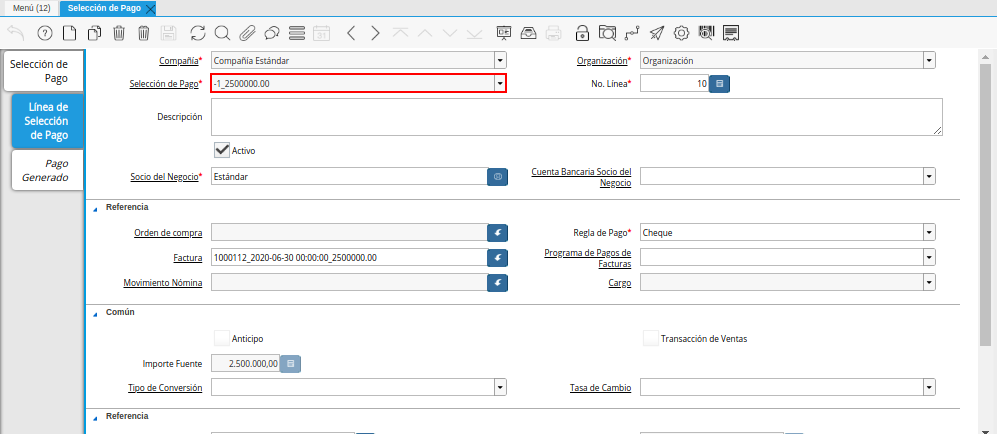 Menú (12)
Selección de Pago
Selección de
Pago
Línea de
Selección
de Pago
Pago
Generado
Compañía*
Compañía Estándar
Organización*
Organización
Selección de Pago*
-1_2500000.00
No. Línea*
10
Descripción
Activo
Socio del Negocio*
Estándar
Cuenta Bancaria Socio del
Negocio
Referencia
Orden de compra
Regla de Pago*
Cheque
Factura
1000112_2020-06-30 00:00:00_2500000.00
Programa de Pagos de
Facturas
Movimiento Nómina
Cargo
Común
Anticipo
Transacción de Ventas
Importe Fuente
2.500.000,00
Tipo de Conversión
Tasa de Cambio
Referencia